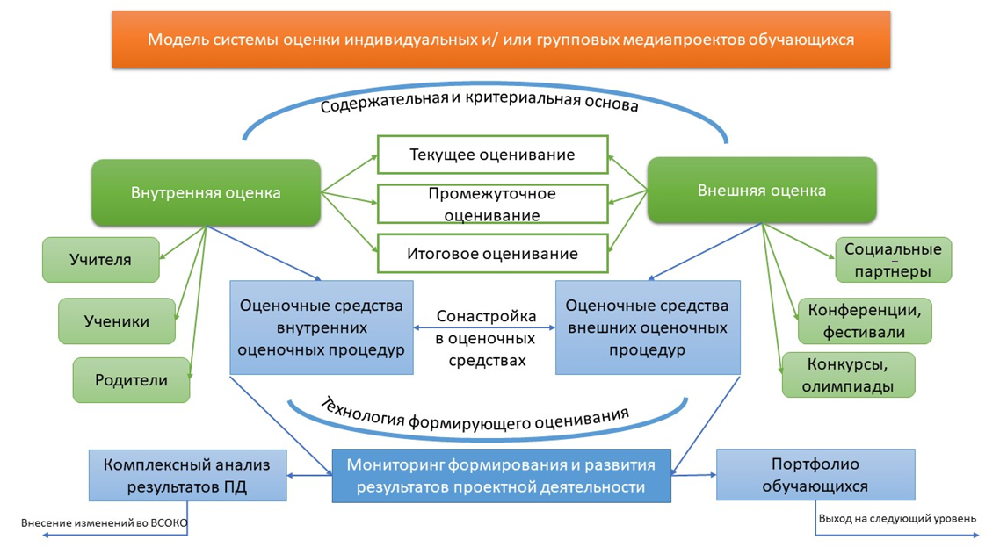 Модель системы оценки индивидуальных и/ или групповых медиапроектов обучающихся
Содержательная и критериальная основа
Текущее оценивание
Внутренняя оценка
Внешняя оценка
Промежуточное
оценивание
Итоговое оценивание
Учителя
Ученики
Родители
Социальные
партнеры
Конференции,
фестивали
Конкурсы,
олимпиады
Оценочные средства
внутренних
оценочных процедур
Сонастройка
в оценочных
средствах
Оценочные средства
внешних оценочных
процедур
Технология формирующего оценивания
Комплексный анализ
результатов ПД
Мониторинг формирования и развития
результатов проектной деятельности
Портфолио
обучающихся
Внесение изменений во ВСОКО
Выход на следующий уровень